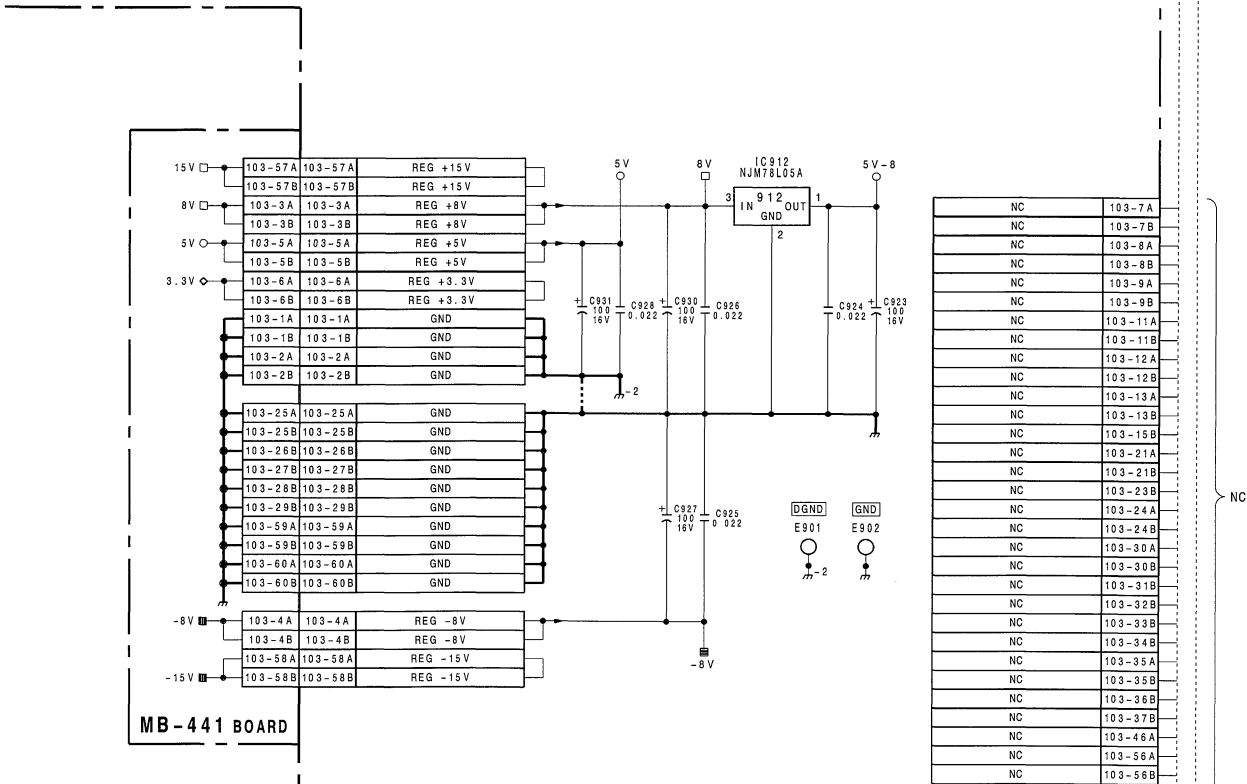 15V 103-57A 103-57A REG +15V
103-57B 103-57B REG +15V
8V 103-3A 103-3A REG +8V
103-3B 103-3B REG +8V
5V 103-5A 103-5A REG +5V
103-5B 103-5B REG +5V
3.3V 103-6A 103-6A REG +3.3V
103-6B 103-6B REG +3.3V
103-1A 103-1A GND
103-1B 103-1B GND
103-2A 103-2A GND
103-2B 103-2B GND
103-25A 103-25A GND
103-25B 103-25B GND
103-26B 103-26B GND
103-27B 103-27B GND
103-28B 103-28B GND
103-29B 103-29B GND
103-59A 103-59A GND
103-59B 103-59B GND
103-60A 103-60A GND
103-60B 103-60B GND
-8V 103-4A 103-4A REG -8V
103-4B 103-4B REG -8V
103-58A 103-58A REG -15V
-15V 103-58B 103-58B REG -15V
MB-441 BOARD
5V
8V
IC912
NJM78L05A
5V-8
3 IN 912 OUT 1
GND
2
+ C931
100
16V
C928
0.022
+ C930
100
16V
C926
0.022
C924
0.022
+ C923
100
16V
-2
+ C927
100
16V
C925
0 022
-8V
DGND
E901
-2
GND
E902
NC 103-7A
NC 103-7B
NC 103-8A
NC 103-8B
NC 103-9A
NC 103-9B
NC 103-11A
NC 103-11B
NC 103-12A
NC 103-12B
NC 103-13A
NC 103-13B
NC 103-15B
NC 103-21A
NC 103-21B
NC 103-23B
NC 103-24A
NC 103-24B
NC 103-30A
NC 103-30B
NC 103-31B
NC 103-32B
NC 103-33B
NC 103-34B
NC 103-35A
NC 103-35B
NC 103-36B
NC 103-37B
NC 103-46A
NC 103-56A
NC 103-56B
NC